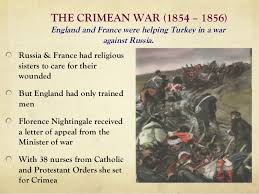 THE CRIMEAN WAR (1854 – 1856)
England and France were helping Turkey in a war
against Russia.
Russia & France had religious
sisters to care for their
wounded
But England had only trained
men
Florence Nightingale received
a letter of appeal from the
Minister of war
With 38 nurses from Catholic
and Protestant Orders she set
for Crimea